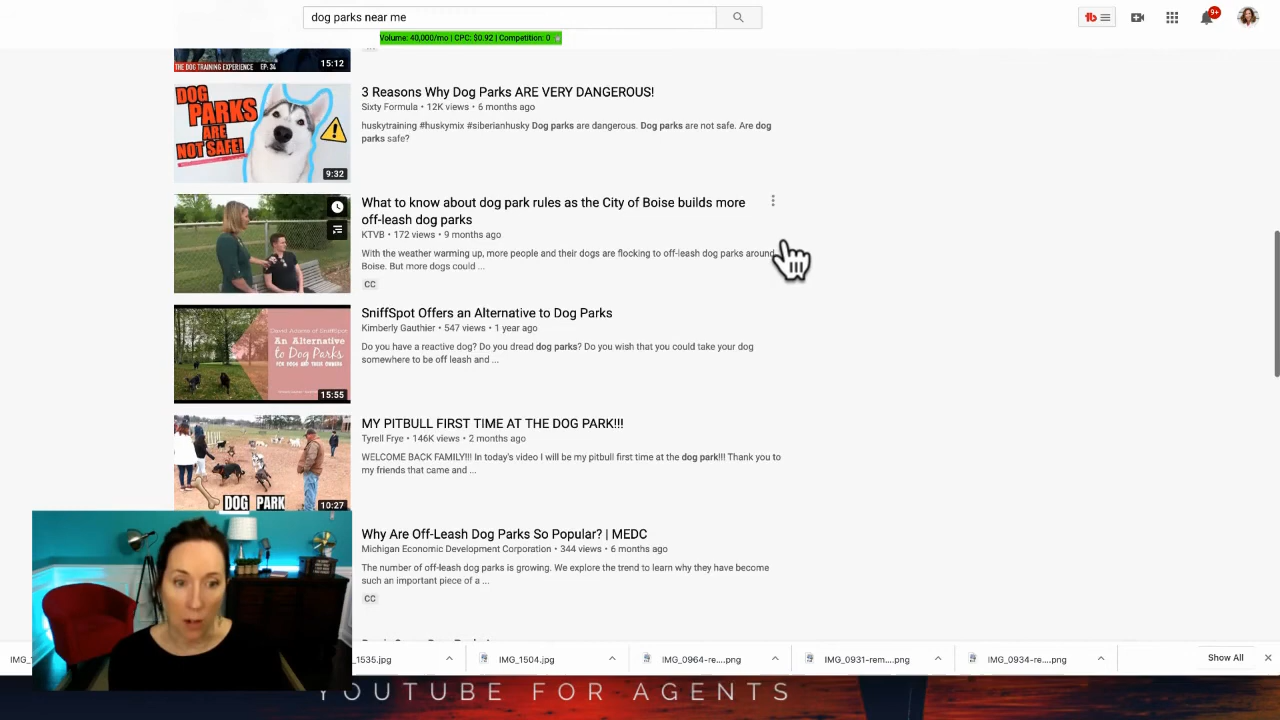 dog parks near me
9+
Volume: 40,000/mo | CPC: $0.92 | Competition: 0
THE DOG TRAINING EXPERIENCE EP. 34
15:12
DOG
PARKS
ARE
NOT SAFE!
9:32
3 Reasons Why Dog Parks ARE VERY DANGEROUS!
Sixty Formula • 12K views • 6 months ago
huskytraining #huskymix #siberianhusky Dog parks are dangerous. Dog parks are not safe. Are dog
parks safe?
What to know about dog park rules as the City of Boise builds more
off-leash dog parks
KTVB • 172 views • 9 months ago
With the weather warming up, more people and their dogs are flocking to off-leash dog parks around
Boise. But more dogs could ...
CC
An Alternative
to Dog Parks
FOR DOGS AND THEIR OWNERS
15:55
SniffSpot Offers an Alternative to Dog Parks
Kimberly Gauthier • 547 views • 1 year ago
Do you have a reactive dog? Do you dread dog parks? Do you wish that you could take your dog
somewhere to be off leash and ...
DOG PARK
10:27
MY PITBULL FIRST TIME AT THE DOG PARK!!!
Tyrell Frye • 146K views • 2 months ago
WELCOME BACK FAMILY!!! In today's video I will be my pitbull first time at the dog park!!! Thank you to
my friends that came and ...
Why Are Off-Leash Dog Parks So Popular? | MEDC
Michigan Economic Development Corporation • 344 views • 6 months ago
The number of off-leash dog parks is growing. We explore the trend to learn why they have become
such an important piece of a ...
CC
_1535.jpg
IMG_1504.jpg
IMG_0964-re....png
IMG_0931-rem....png
IMG_0934-re....png
Show All
YOUTUBE FOR AGENTS